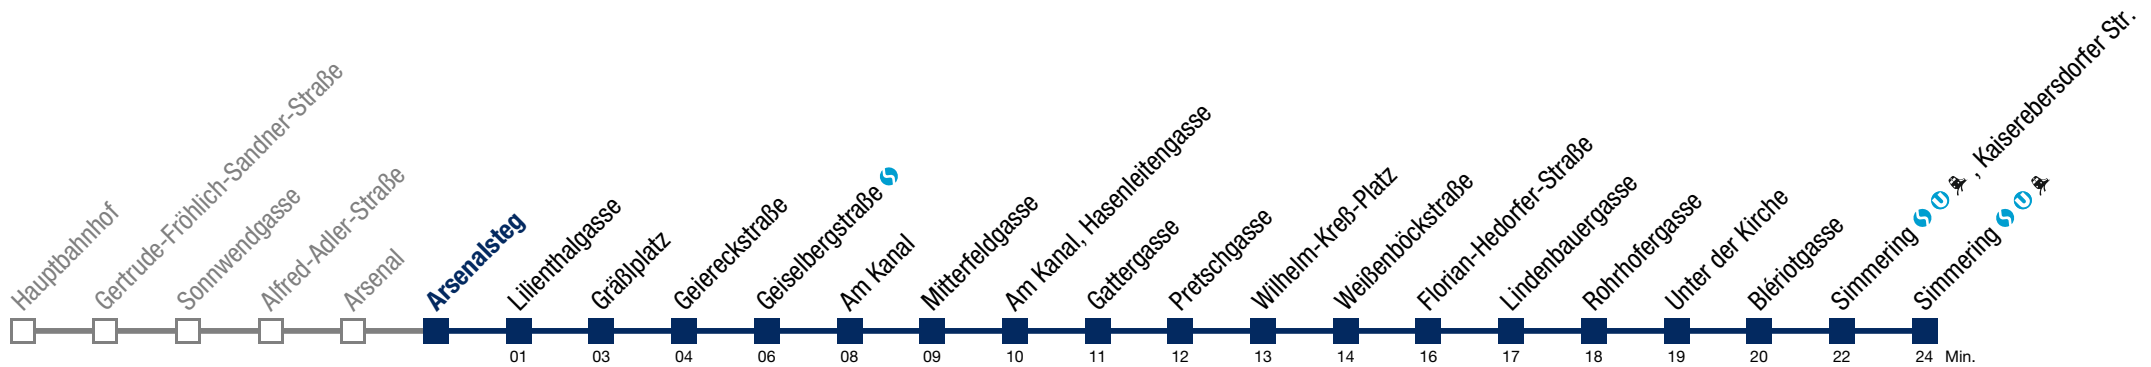 Hauptbahnhof
Gertrude-Fröhlich-Sandner-Straße
Sonnwendgasse
Alfred-Adler-Straße
Arsenal
Arsenalsteg
Lilienthalgasse
Gräßlplatz
Geiereckstraße
Geiselbergstraße S
Am Kanal
Mitterfeldgasse
Am Kanal, Hasenleitengasse
Gattergasse
Pretschgasse
Wilhelm-Kreß-Platz
Weißenböckstraße
Florian-Hedorfer-Straße
Lindenbauergasse
Rohrhofergasse
Unter der Kirche
Blériotgasse
Simmering S U , Kaiserebersdorfer Str.
Simmering S U
01 03 04 06 08 09 10 11 12 13 14 16 17 18 19 20 22 24 Min.